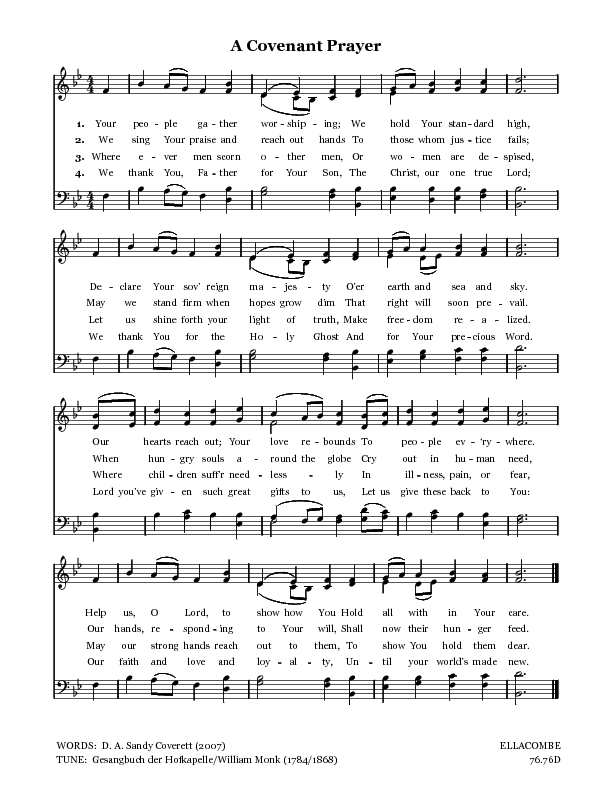 A Covenant Prayer
1. Your peo - ple ga - ther wor - ship - ing; We hold Your stan - dard high,
2. We sing Your praise and reach out hands To those whom jus - tice fails;
3. Where e - ver men scorn o - ther men, Or wo - men are de - spised,
4. We thank You, Fa - ther for Your Son, The Christ, our one true Lord;
De - clare Your sov' reign ma - jes - ty O'er earth and sea and sky.
May we stand firm when hopes grow dim That right will soon pre - vail.
Let us shine forth your light of truth, Make free - dom re - a - lized.
We thank You for the Ho - ly Ghost And for Your pre - cious Word.
Our hearts reach out; Your love re - bounds To peo - ple ev - 'ry - where.
When hun - gry souls a - round the globe Cry out in hu - man need,
Where chil - dren suff'r need - less - ly In ill - ness, pain, or fear,
Lord you've giv - en such great gifts to us, Let us give these back to You:
Help us, O Lord, to show how You Hold all with in Your care.
Our hands, re - spond - ing to Your will, Shall now their hun - ger feed.
May our strong hands reach out to them, To show You hold them dear.
Our faith and love and loy - al - ty, Un - til your world's made new.
WORDS: D. A. Sandy Coverett (2007) ELLACOMBE
TUNE: Gesangbuch der Hofkapelle/William Monk (1784/1868) 76.76D